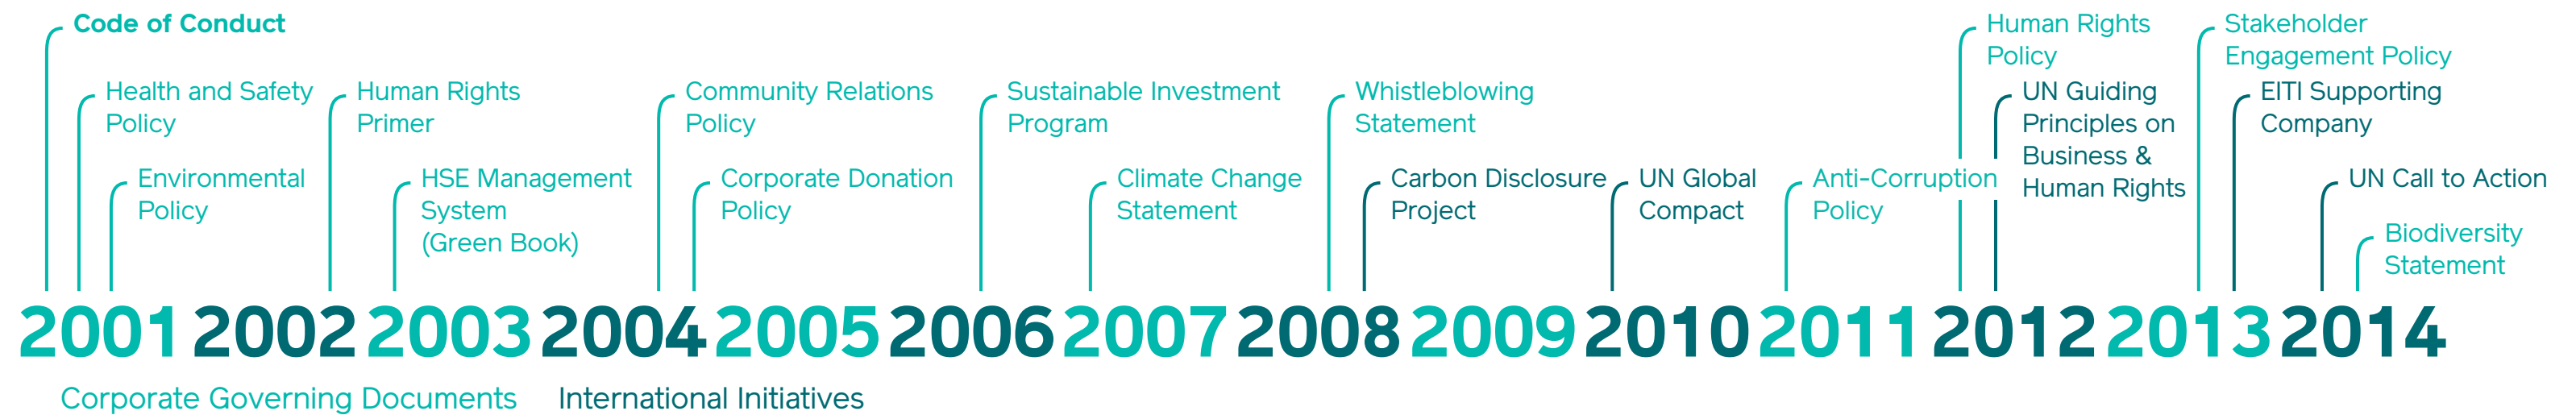 Code of Conduct
Health and Safety
Policy
Environmental
Policy
Human Rights
Primer
HSE Management
System
(Green Book)
Community Relations
Policy
Corporate Donation
Policy
Sustainable Investment
Program
Climate Change
Statement
Whistleblowing
Statement
Carbon Disclosure
Project
UN Global
Compact
Anti-Corruption
Policy
Human Rights
Policy
UN Guiding
Principles on
Business &
Human Rights
Stakeholder
Engagement Policy
EITI Supporting
Company
UN Call to Action
Biodiversity
Statement
2001 2002 2003 2004 2005 2006 2007 2008 2009 2010 2011 2012 2013 2014
Corporate Governing Documents International Initiatives